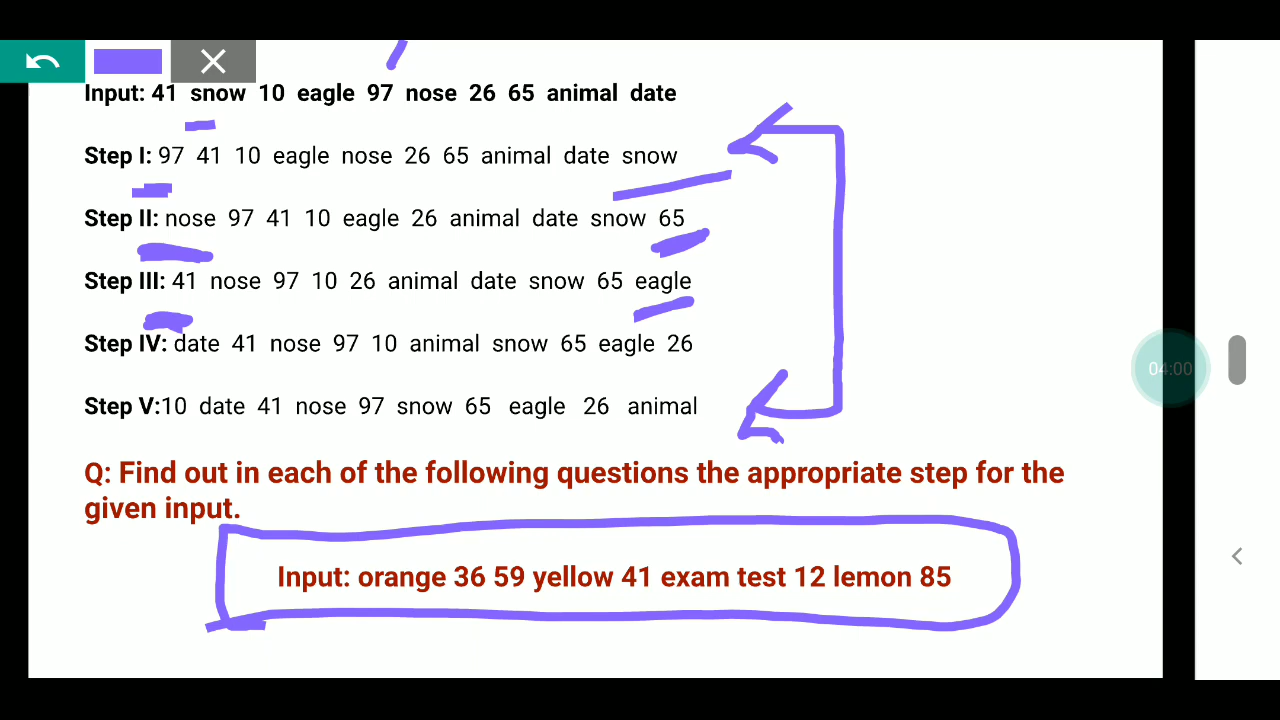 Input: 41 snow 10 eagle 97 nose 26 65 animal date
Step I: 97 41 10 eagle nose 26 65 animal date snow
Step II: nose 97 41 10 eagle 26 animal date snow 65
Step III: 41 nose 97 10 26 animal date snow 65 eagle
Step IV: date 41 nose 97 10 animal snow 65 eagle 26
Step V:10 date 41 nose 97 snow 65 eagle 26 animal
Q: Find out in each of the following questions the appropriate step for the
given input.
Input: orange 36 59 yellow 41 exam test 12 lemon 85
04:00